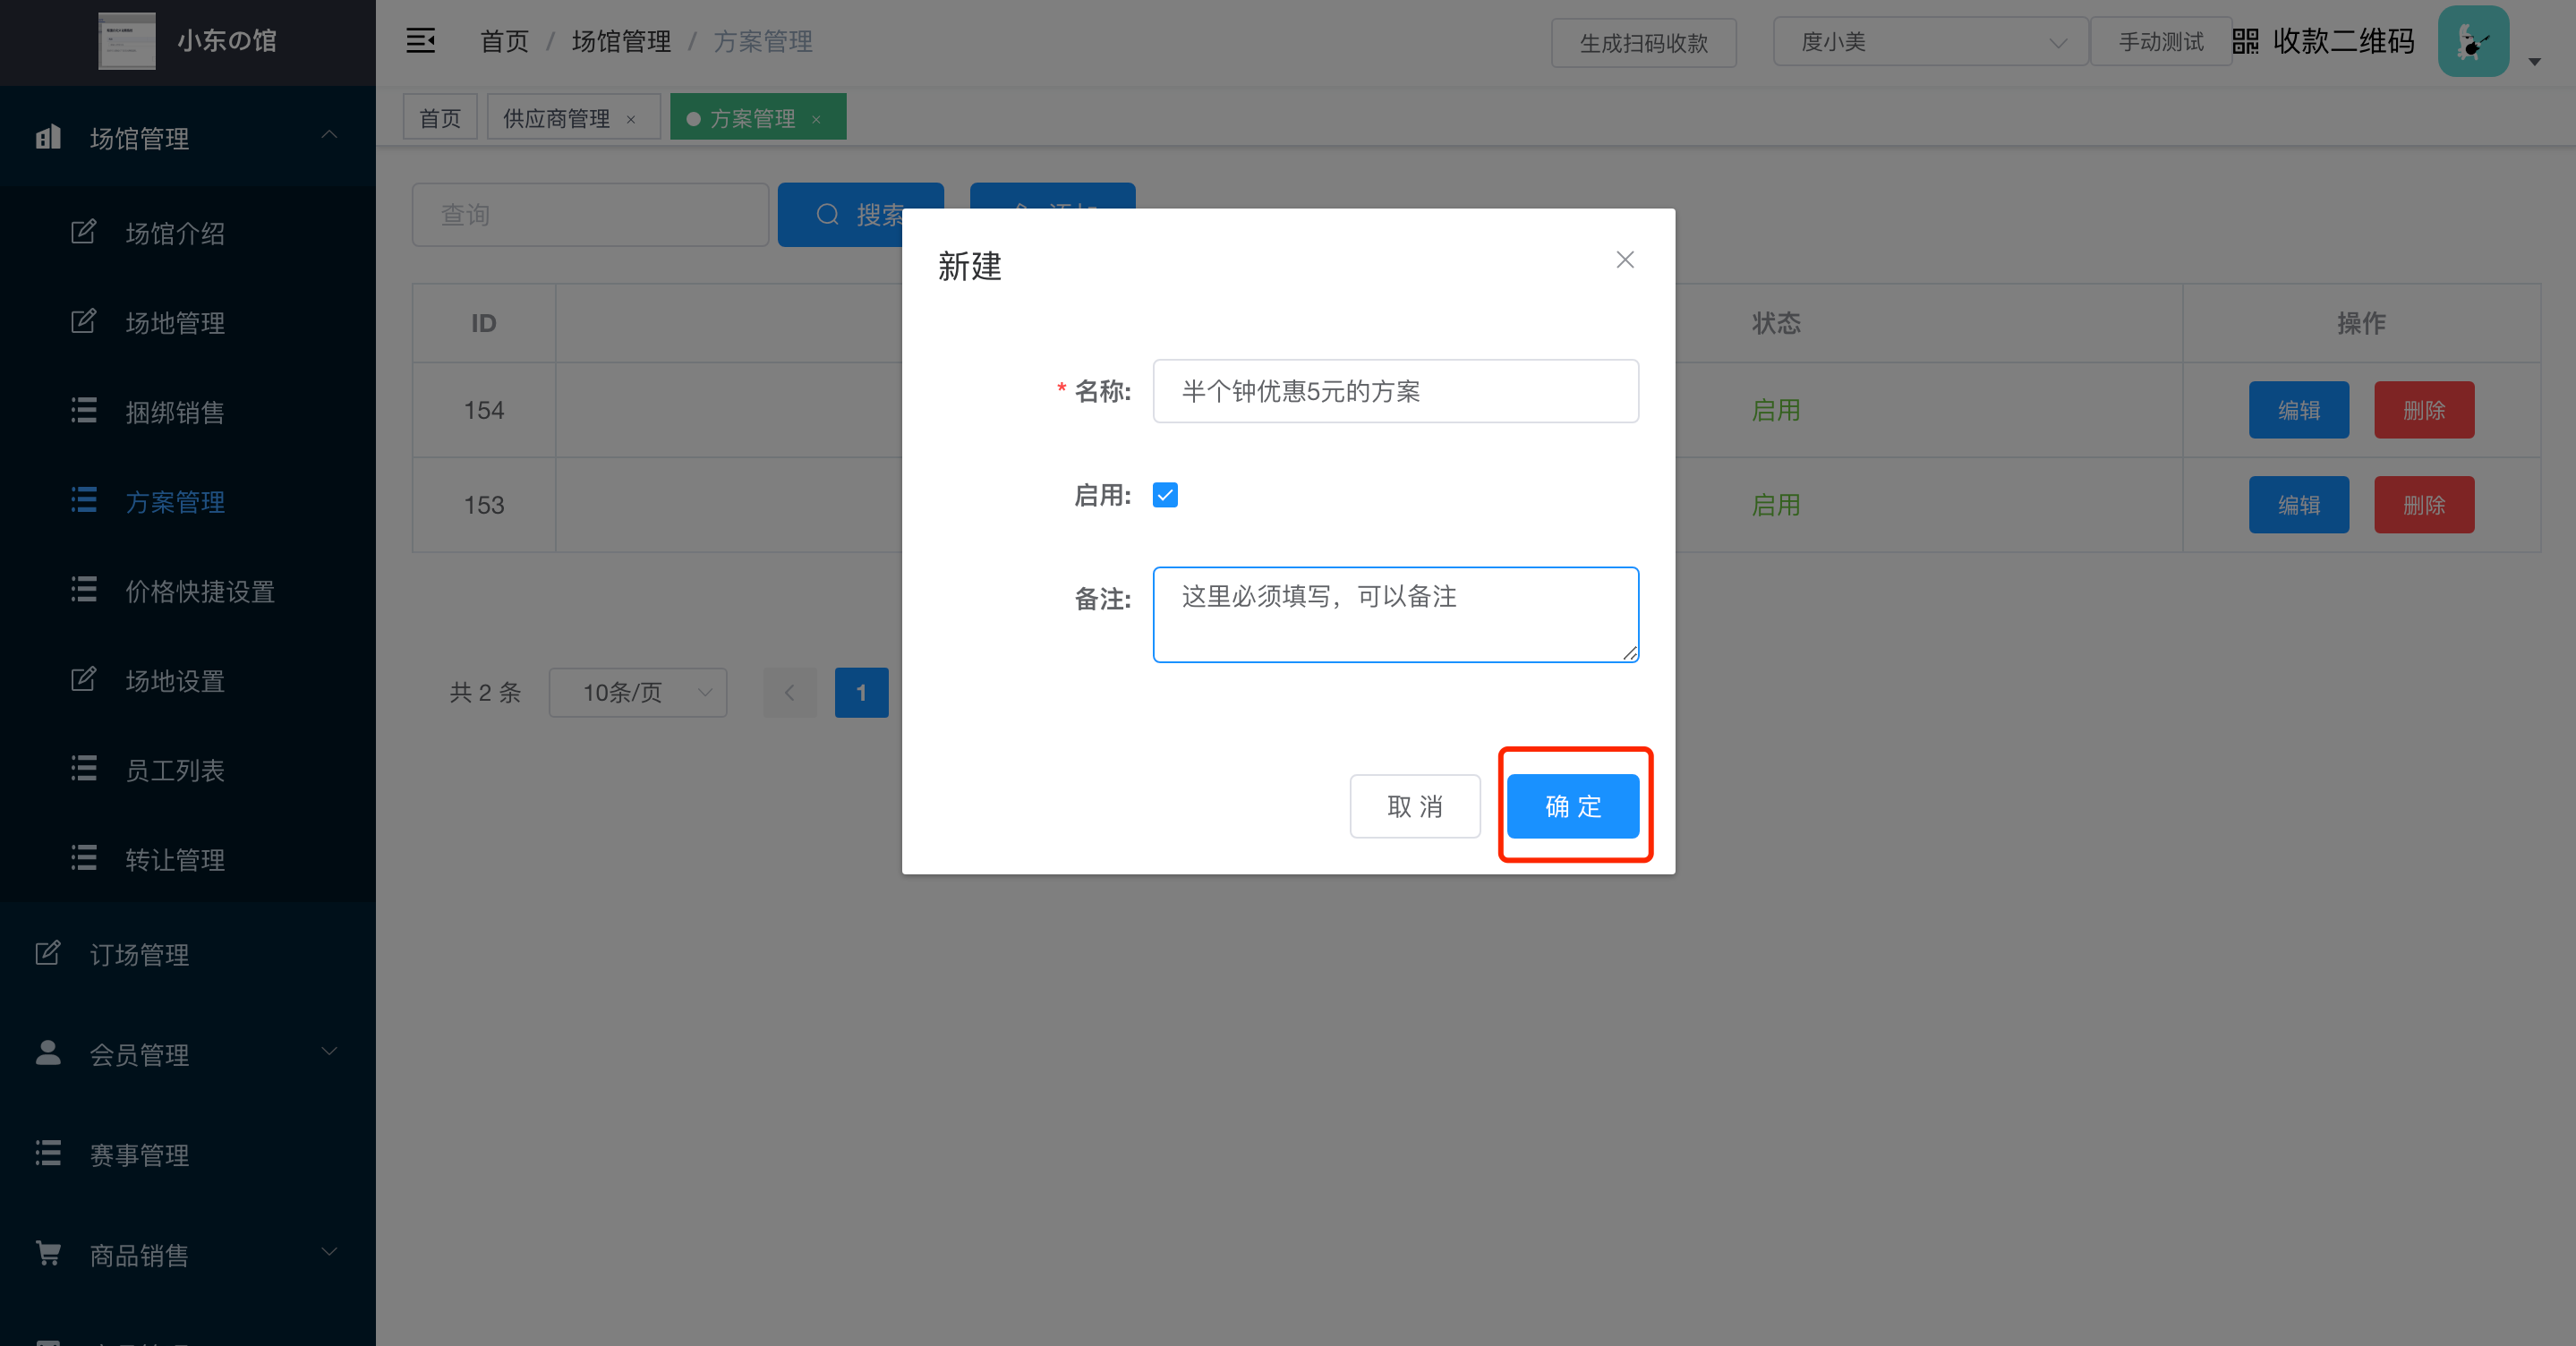 小东の馆
首页 / 场馆管理 / 方案管理
生成扫码收款
度小美
手动测试
收款二维码
首页
供应商管理 ×
方案管理 ×
场馆管理
场馆介绍
场地管理
捆绑销售
方案管理
价格快捷设置
场地设置
员工列表
转让管理
订场管理
会员管理
赛事管理
商品销售
查询
搜索
ID
状态
操作
154
启用
编辑
删除
153
启用
编辑
删除
共 2 条
10条/页
1
新建
* 名称:
半个钟优惠5元的方案
启用:
备注:
这里必须填写，可以备注
取 消
确 定